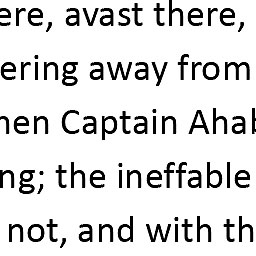 ere, avast there,
ering away from
hen Captain Ahab
ng; the ineffable
not, and with th